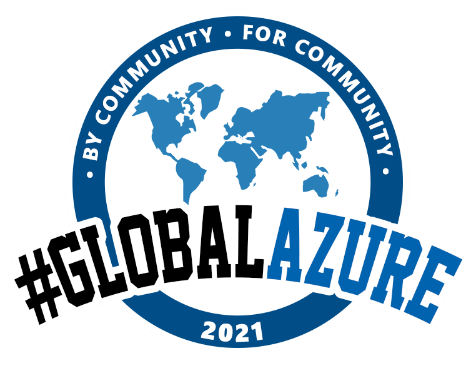 • BY COMMUNITY • FOR COMMUNITY •
#GLOBALAZURE
2021